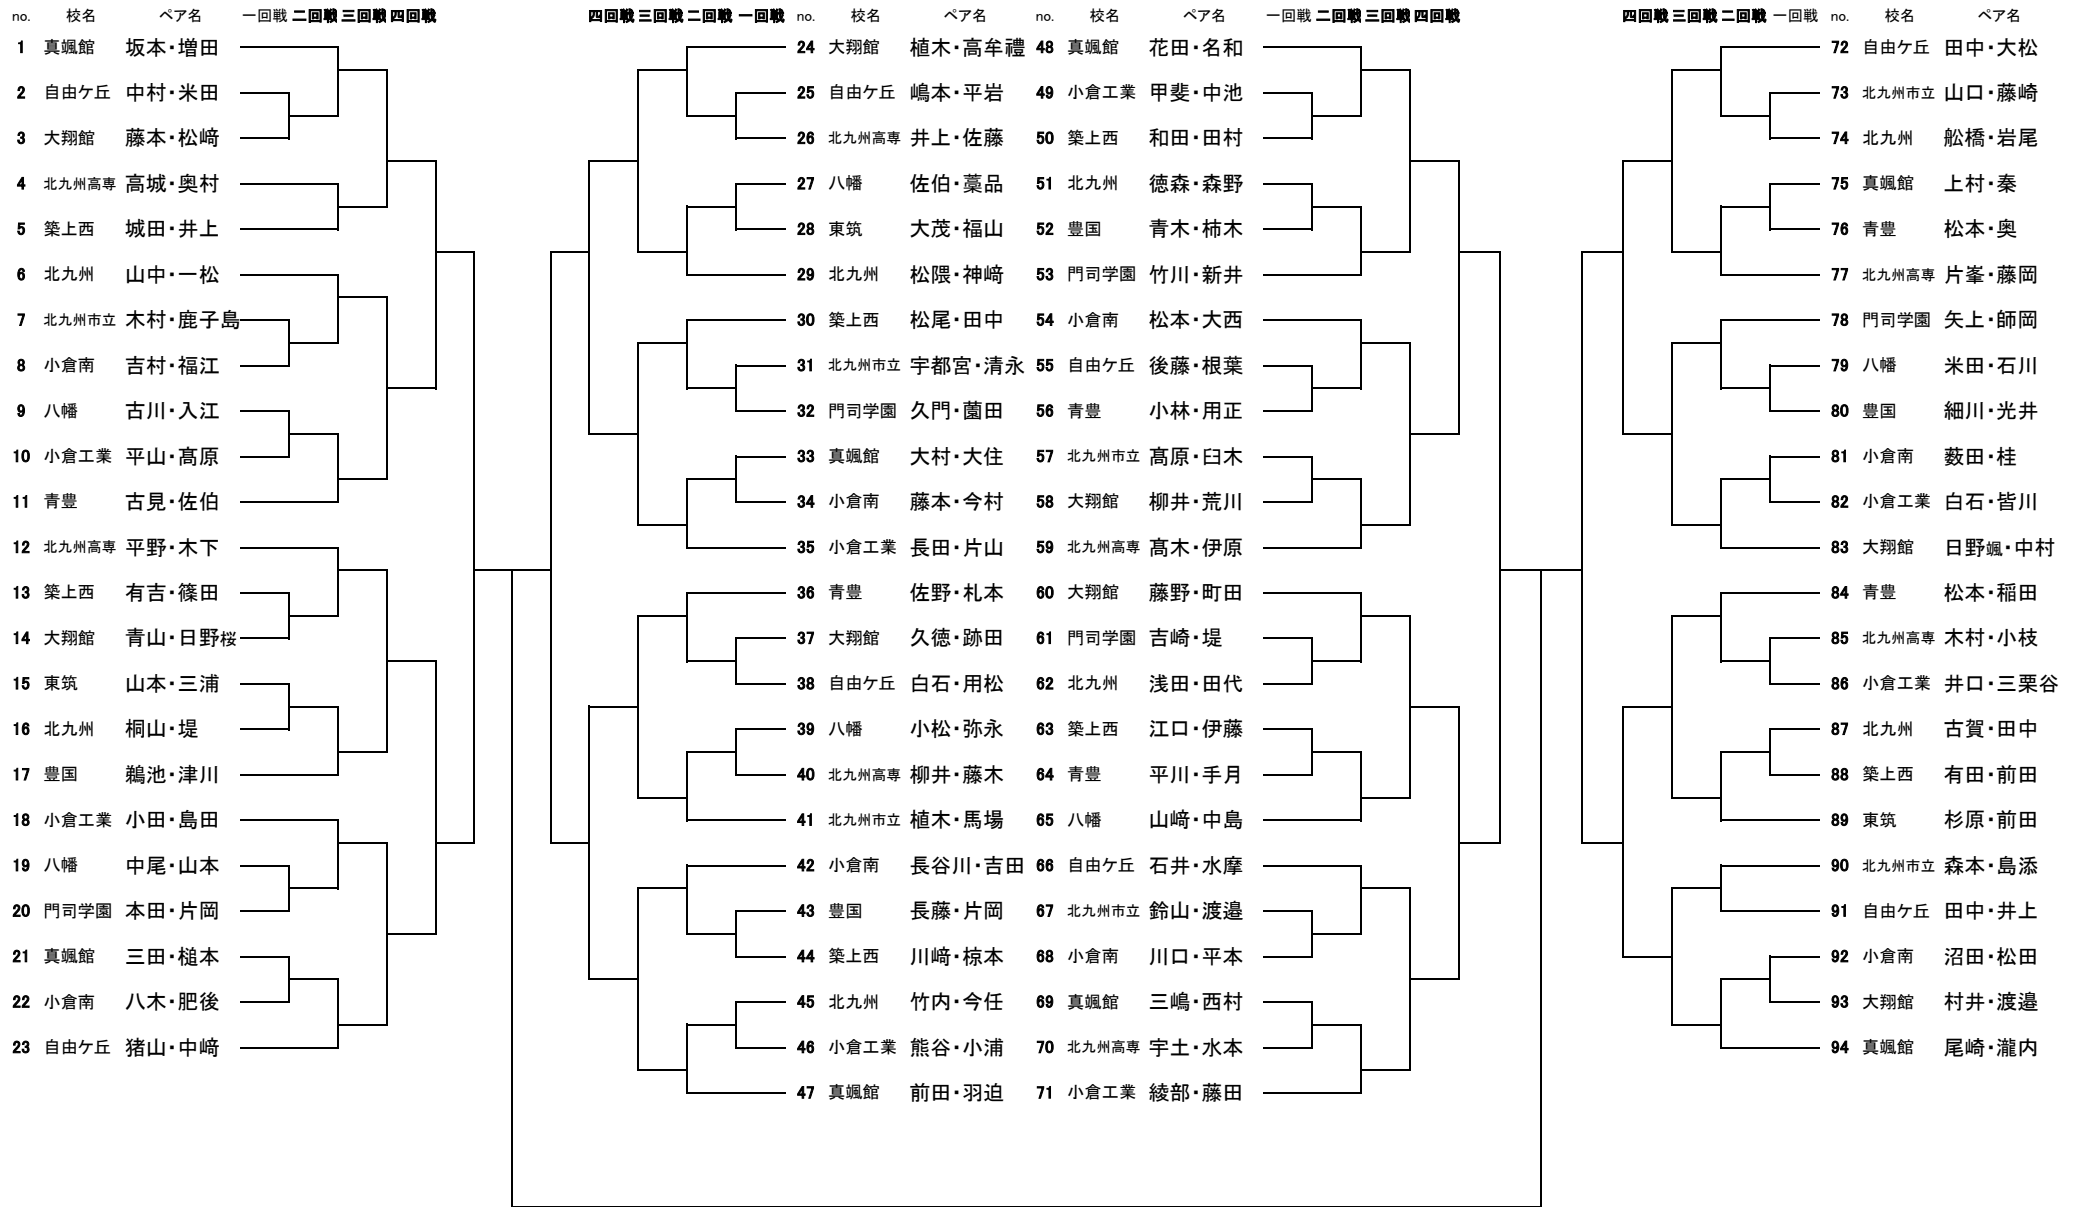 no. 校名 ペア名 一回戦 二回戦 三回戦 四回戦 四回戦 三回戦 二回戦 一回戦 no. 校名 ペア名 no. 校名 ペア名 一回戦 二回戦 三回戦 四回戦 四回戦 三回戦 二回戦 一回戦 no. 校名 ペア名
1 真颯館 坂本・増田 24 大翔館 植木・高牟禮 48 真颯館 花田・名和 72 自由ケ丘 田中・大松
2 自由ケ丘 中村・米田 25 自由ケ丘 嶋本・平岩 49 小倉工業 甲斐・中池 73 北九州市立 山口・藤崎
3 大翔館 藤本・松﨑 26 北九州高専 井上・佐藤 50 築上西 和田・田村 74 北九州 舩橋・岩尾
4 北九州高専 高城・奥村 27 八幡 佐伯・藁品 51 北九州 徳森・森野 75 真颯館 上村・秦
5 築上西 城田・井上 28 東筑 大茂・福山 52 豊国 青木・柿木 76 青豊 松本・奥
6 北九州 山中・一松 29 北九州 松隈・神﨑 53 門司学園 竹川・新井 77 北九州高専 片峯・藤岡
7 北九州市立 木村・鹿子島 30 築上西 松尾・田中 54 小倉南 松本・大西 78 門司学園 矢上・師岡
8 小倉南 吉村・福江 31 北九州市立 宇都宮・清永 55 自由ケ丘 後藤・根葉 79 八幡 米田・石川
9 八幡 古川・入江 32 門司学園 久門・薗田 56 青豊 小林・用正 80 豊国 細川・光井
10 小倉工業 平山・髙原 33 真颯館 大村・大住 57 北九州市立 髙原・臼木 81 小倉南 薮田・桂
11 青豊 古見・佐伯 34 小倉南 藤本・今村 58 大翔館 柳井・荒川 82 小倉工業 白石・皆川
12 北九州高専 平野・木下 35 小倉工業 長田・片山 59 北九州高専 髙木・伊原 83 大翔館 日野颯・中村
13 築上西 有吉・篠田 36 青豊 佐野・札本 60 大翔館 藤野・町田 84 青豊 松本・稲田
14 大翔館 青山・日野桜 37 大翔館 久徳・跡田 61 門司学園 吉崎・堤 85 北九州高専 木村・小枝
15 東筑 山本・三浦 38 自由ケ丘 白石・用松 62 北九州 浅田・田代 86 小倉工業 井口・三栗谷
16 北九州 桐山・堤 39 八幡 小松・弥永 63 築上西 江口・伊藤 87 北九州 古賀・田中
17 豊国 鵜池・津川 40 北九州高専 柳井・藤木 64 青豊 平川・手月 88 築上西 有田・前田
18 小倉工業 小田・島田 41 北九州市立 植木・馬場 65 八幡 山﨑・中島 89 東筑 杉原・前田
19 八幡 中尾・山本 42 小倉南 長谷川・吉田 66 自由ケ丘 石井・水摩 90 北九州市立 森本・島添
20 門司学園 本田・片岡 43 豊国 長藤・片岡 67 北九州市立 鈴山・渡邉 91 自由ケ丘 田中・井上
21 真颯館 三田・槌本 44 築上西 川﨑・椋本 68 小倉南 川口・平本 92 小倉南 沼田・松田
22 小倉南 八木・肥後 45 北九州 竹内・今任 69 真颯館 三嶋・西村 93 大翔館 村井・渡邉
23 自由ケ丘 猪山・中﨑 46 小倉工業 熊谷・小浦 70 北九州高専 宇土・水本 94 真颯館 尾崎・瀧内
47 真颯館 前田・羽迫 71 小倉工業 綾部・藤田